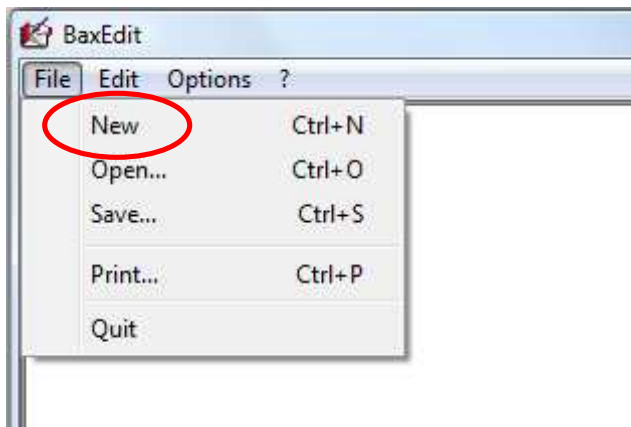 BaxEdit
File Edit Options ?
New Ctrl+N
Open... Ctrl+O
Save... Ctrl+S
Print... Ctrl+P
Quit